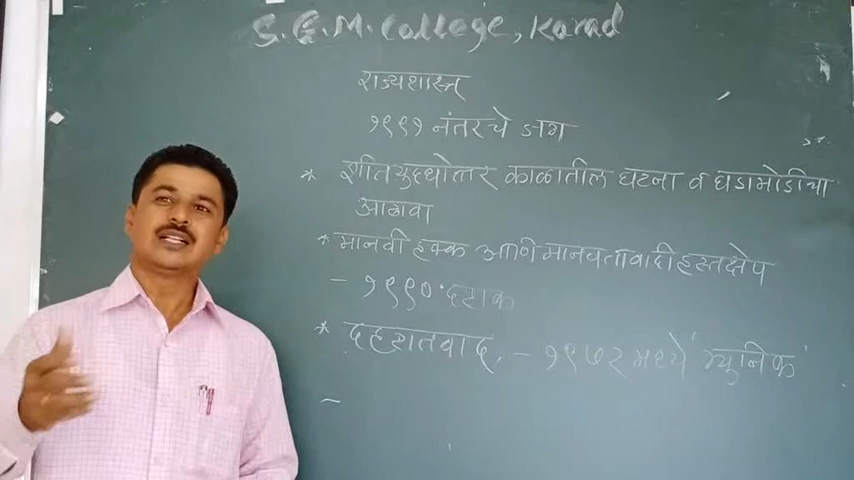 S.G.M. College, Karad
राज्यशास्त्र
१९९१ नंतरचे जग
* शीतयुद्धोत्तर काळातील घटना व घडामोडींचा
आढावा
* मानवी हक्क आणि मानवतावादी हस्तक्षेप
- १९९० दशक
* दहशतवाद. - १९७२ मध्ये 'म्युनिक'
-